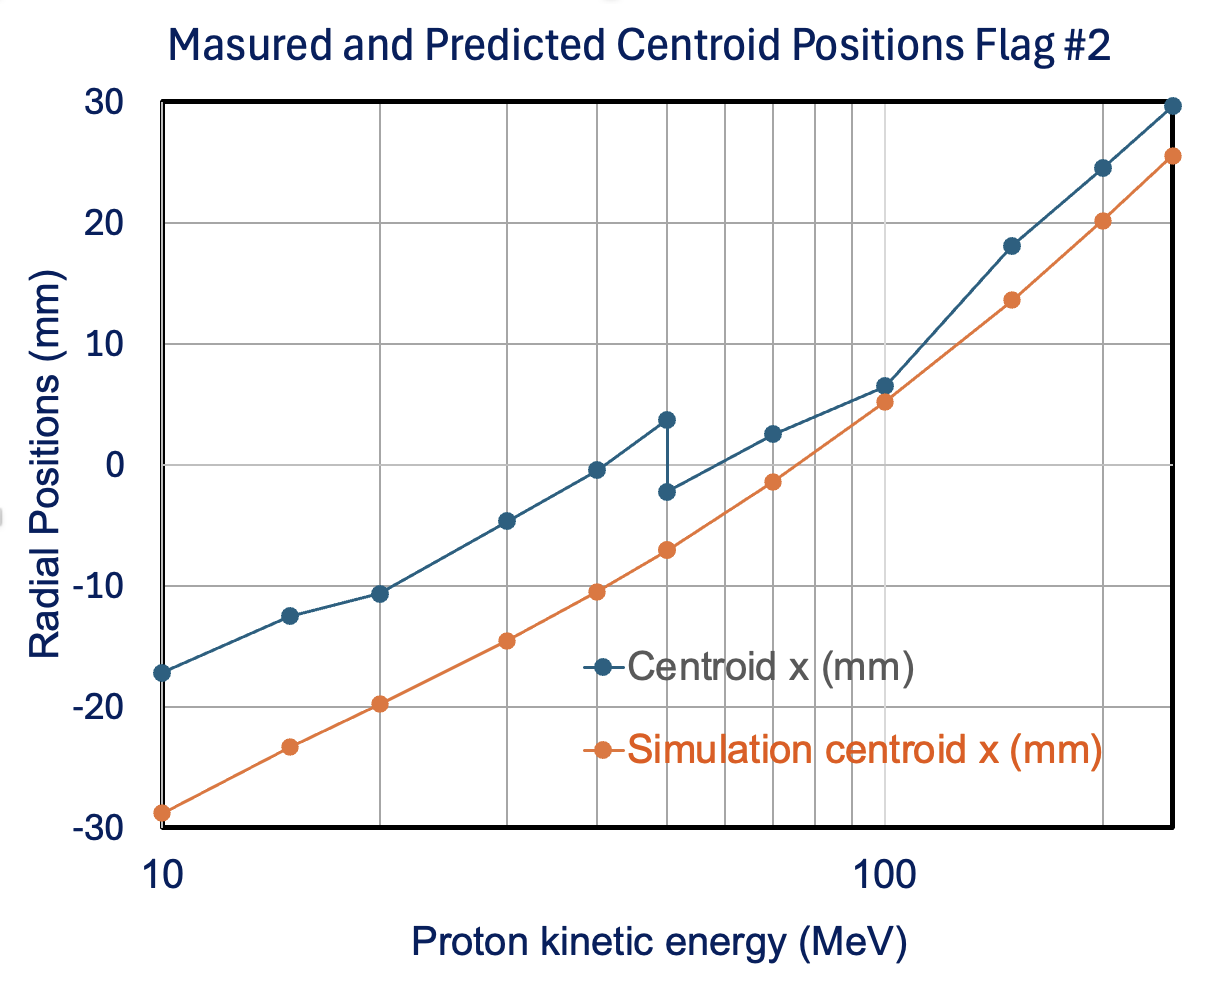 Masured and Predicted Centroid Positions Flag #2
30
20
10
0
-10
-20
-30
Radial Positions (mm)
Centroid x (mm)
Simulation centroid x (mm)
10
100
Proton kinetic energy (MeV)